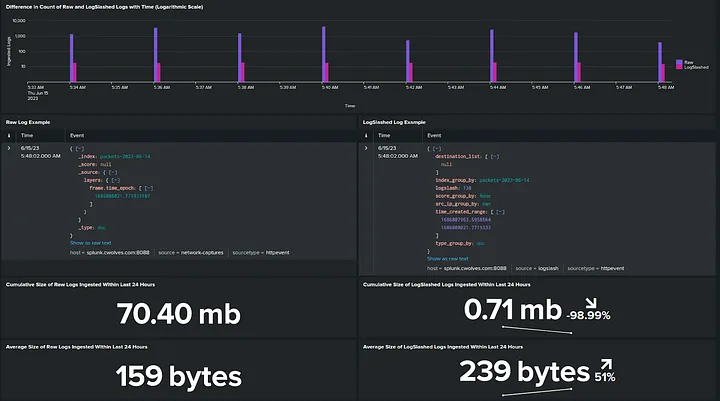 Difference in Count of Raw and LogSlashed Logs with Time (Logarithmic Scale)
Ingested Logs
10,000
1,000
100
10
5:33 AM
Thu Jun 15
2023
5:34 AM
5:35 AM
5:36 AM
5:37 AM
5:38 AM
5:39 AM
5:40 AM
5:41 AM
5:42 AM
5:43 AM
5:44 AM
5:45 AM
5:46 AM
5:47 AM
5:48 AM
Time
Raw
LogSlashed
Raw Log Example
i Time Event
> 6/15/23
5:48:02.000 AM
{ [-]
_index: packets-2023-06-14
_score: null
_source: { [-]
layers: { [-]
frame.time_epoch: [ [-]
]
}
}
_type: doc
}
Show as raw text
host = splunk.cwolves.com:8088 source = network-captures sourcetype = httpevent
LogSlashed Log Example
i Time Event
> 6/15/23
5:48:02.000 AM
{ [-]
destination_list: [ [-]
null
]
index_group_by: packets-2023-06-14
logslash: 138
score_group_by: None
src_ip_group_by:
time_created_range: [ [-]
]
type_group_by: doc
}
Show as raw text
host = splunk.cwolves.com:8088 source = logslash sourcetype = httpevent
Cumulative Size of Raw Logs Ingested Within Last 24 Hours
70.40 mb
Cumulative Size of LogSlashed Logs Ingested Within Last 24 Hours
0.71 mb
-98.99%
Average Size of Raw Logs Ingested Within Last 24 Hours
159 bytes
Average Size of LogSlashed Logs Ingested Within Last 24 Hours
239 bytes
51%